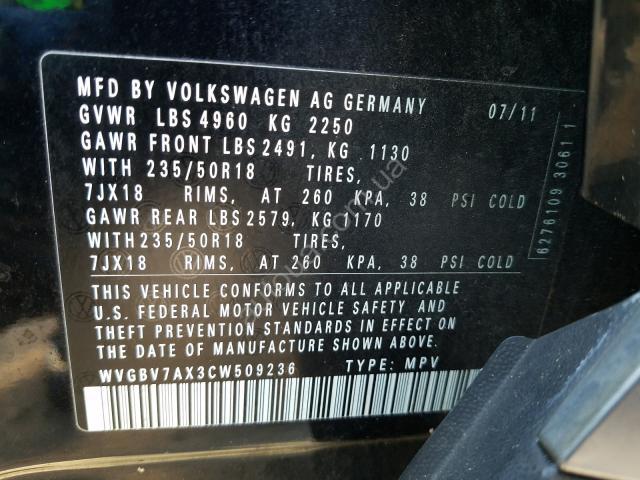 MFD BY VOLKSWAGEN AG GERMANY 07/11
GVWR LBS 4960 KG 2250
GAWR FRONT LBS 2491, KG 1130
WITH 235/50R18 TIRES,
7JX18 RIMS, AT 260 KPA, 38 PSI COLD
GAWR REAR LBS 2579, KG 1170
WITH 235/50R18 TIRES,
7JX18 RIMS, AT 260 KPA, 38 PSI COLD
THIS VEHICLE CONFORMS TO ALL APPLICABLE
U.S. FEDERAL MOTOR VEHICLE SAFETY AND
THEFT PREVENTION STANDARDS IN EFFECT ON
THE DATE OF MANUFACTURE SHOWN ABOVE.
WVGBV7AX3CW509236 TYPE: MPV
6276109 3061 1